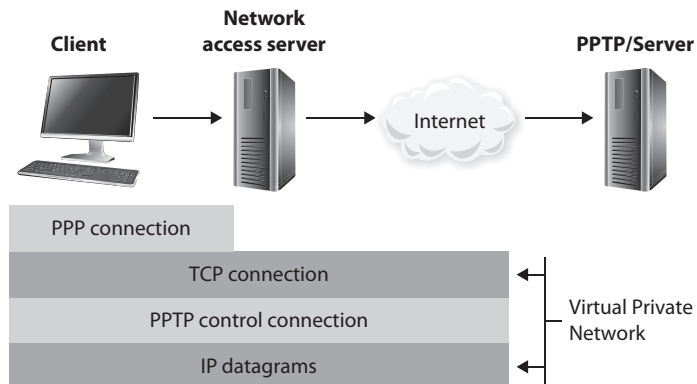 Client
Network
access server
PPTP/Server
Internet
PPP connection
TCP connection
PPTP control connection
IP datagrams
Virtual Private
Network